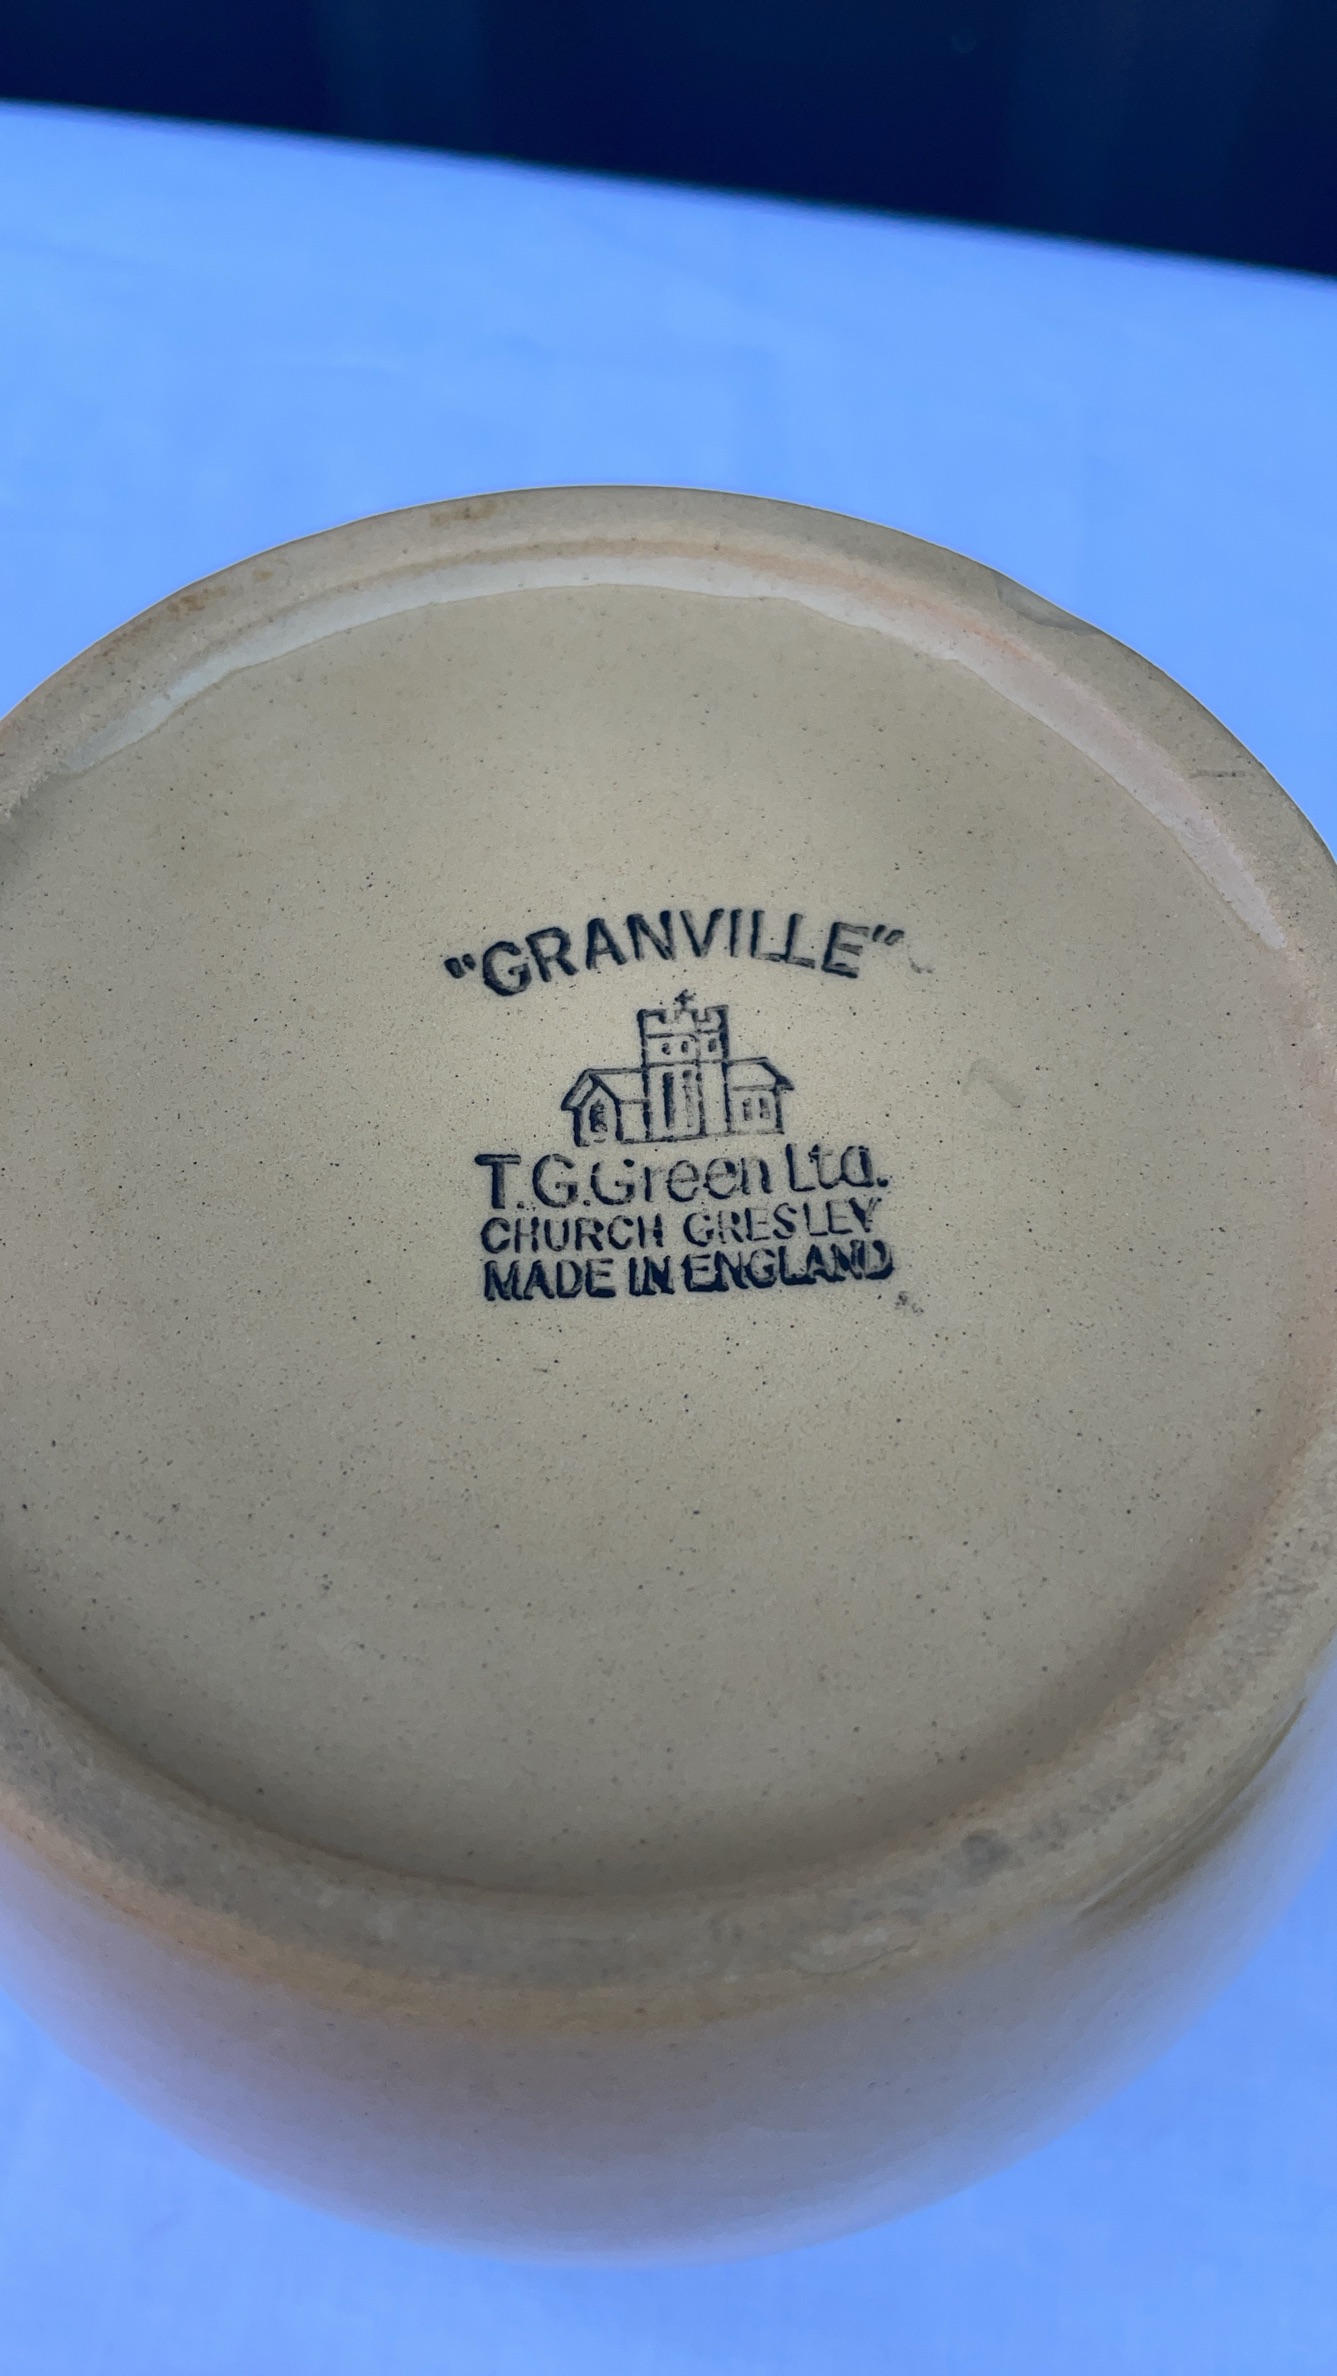 "GRANVILLE"
T.G.Green Ltd.
CHURCH GRESLEY
MADE IN ENGLAND